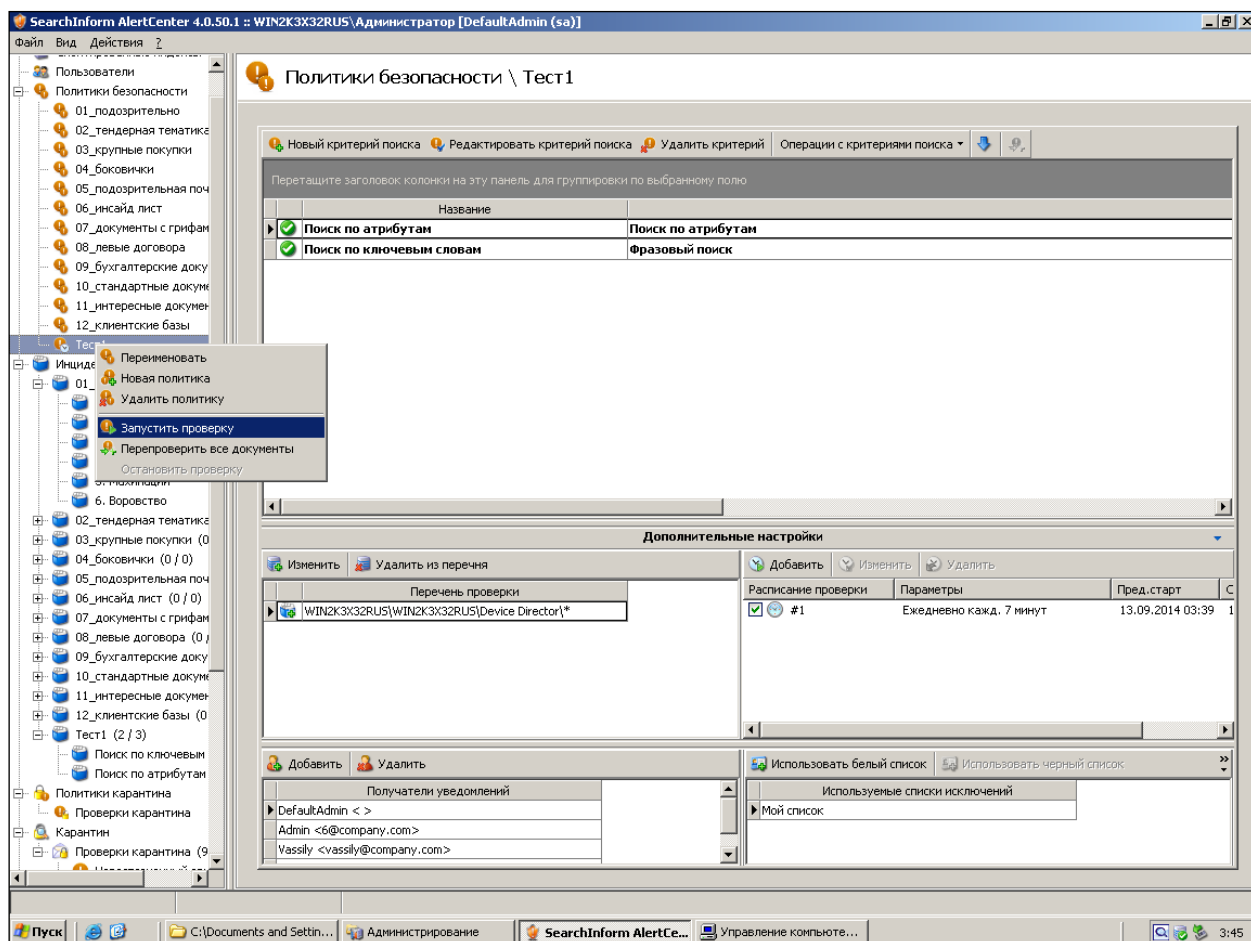 SearchInform AlertCenter 4.0.50.1 :: WIN2K3X32RUS\Администратор [DefaultAdmin (sa)]
Файл Вид Действия ?
Пользователи
Политики безопасности
01_подозрительно
02_тендерная тематика
03_крупные покупки
04_боковички
05_подозрительная поч
06_инсайд лист
07_документы с грифам
08_левые договора
09_бухгалтерские доку
10_стандартные докуме
11_интересные докумен
12_клиентские базы
Тест1
Переименовать
Новая политика
Удалить политику
Запустить проверку
Перепроверить все документы
Остановить проверку
Инциде
01_
6. Воровство
02_тендерная тематика
03_крупные покупки (0
04_боковички (0 / 0)
05_подозрительная поч
06_инсайд лист (0 / 0)
07_документы с грифам
08_левые договора (0 /
09_бухгалтерские доку
10_стандартные докуме
11_интересные докумен
12_клиентские базы (0
Тест1 (2 / 3)
Поиск по ключевым
Поиск по атрибутам
Политики карантина
Проверки карантина
Карантин
Проверки карантина (9
Политики безопасности \ Тест1
Новый критерий поиска Редактировать критерий поиска Удалить критерий Операции с критериями поиска
Перетащите заголовок колонки на эту панель для группировки по выбранному полю
Название
Поиск по атрибутам Поиск по атрибутам
Поиск по ключевым словам Фразовый поиск
Дополнительные настройки
Изменить Удалить из перечня
Перечень проверки
WIN2K3X32RUS\WIN2K3X32RUS\Device Director\*
Добавить Изменить Удалить
Расписание проверки Параметры Пред.старт С
#1 Ежедневно кажд. 7 минут 13.09.2014 03:39 1
Добавить Удалить
Получатели уведомлений
DefaultAdmin < >
Admin <6@company.com>
Vassily <vassily@company.com>
Использовать белый список Использовать черный список
Используемые списки исключений
Мой список
Пуск C:\Documents and Settin... Администрирование SearchInform AlertCe... Управление компьюте... 3:45